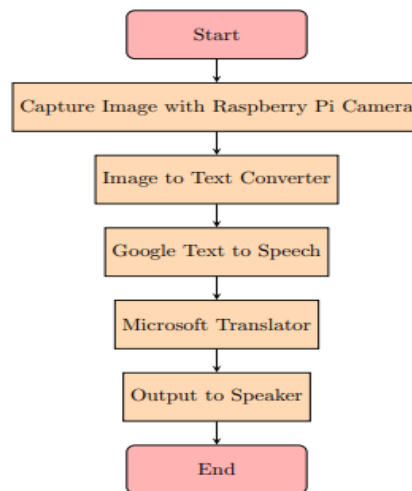 Start
Capture Image with Raspberry Pi Camera
Image to Text Converter
Google Text to Speech
Microsoft Translator
Output to Speaker
End